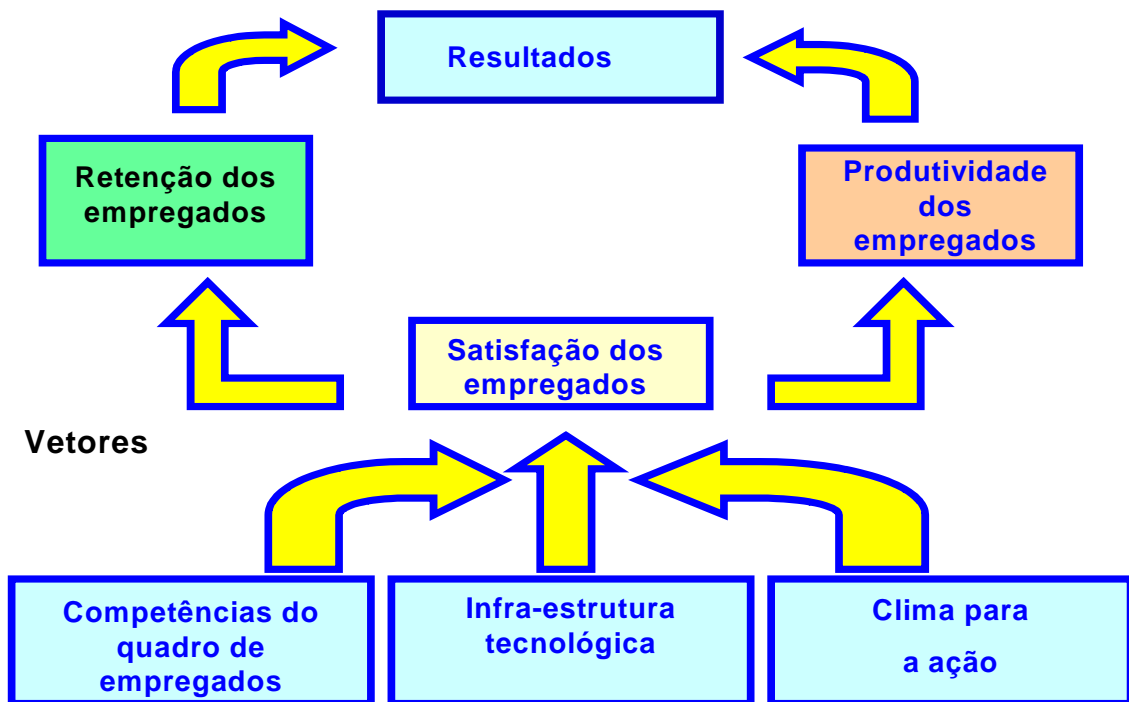 Resultados
Retenção dos
empregados
Produtividade
dos
empregados
Satisfação dos
empregados
Vetores
Competências do
quadro de
empregados
Infra-estrutura
tecnológica
Clima para
a ação